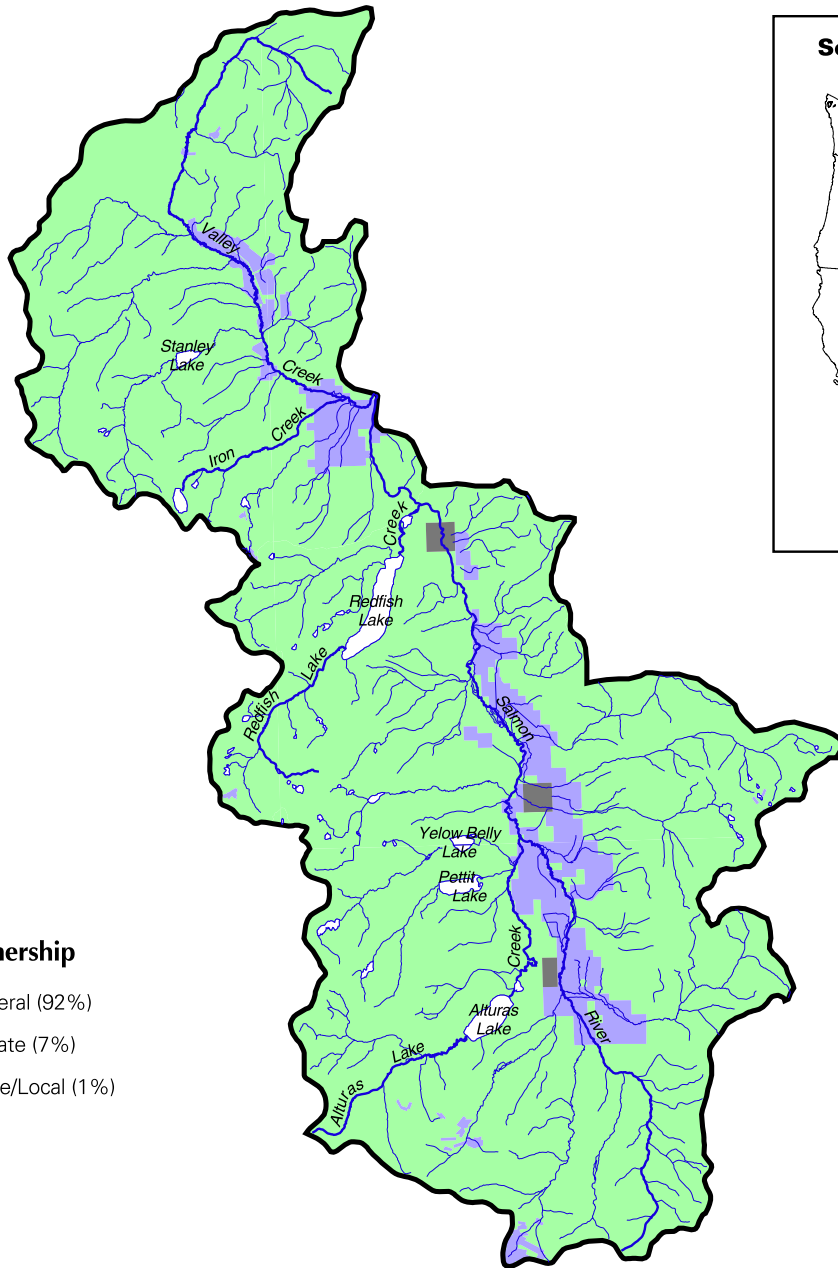 Valley
Stanley
Lake
Creek
Iron
Creek
Creek
Redfish
Lake
Redfish
Lake
Salmon
Yelow Belly
Lake
Pettit
Lake
Creek
Alturas
Lake
River
Alturas
Lake
nership
eral (92%)
ate (7%)
e/Local (1%)